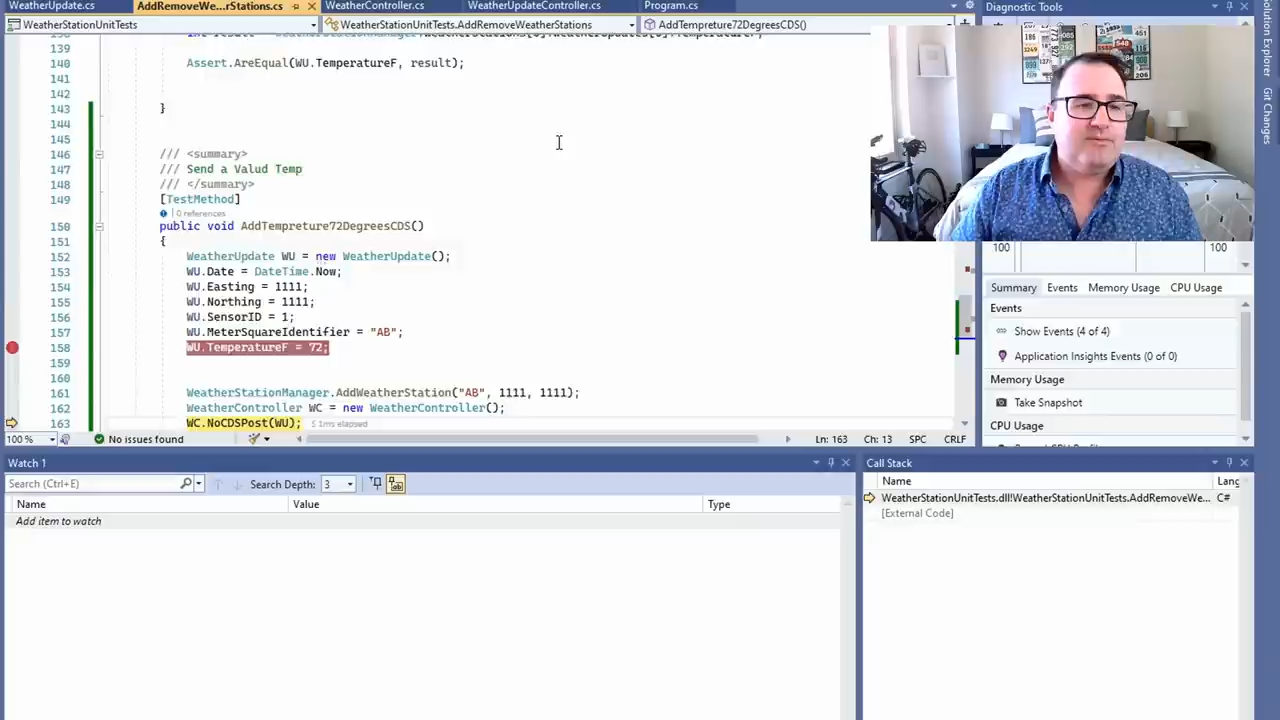 WeatherUpdate.cs
AddRemoveWe...rStations.cs
WeatherController.cs
WeatherUpdateController.cs
Program.cs
Diagnostic Tools
Solution Explorer
Git Changes
WeatherStationUnitTests
WeatherStationUnitTests.AddRemoveWeatherStations
AddTempreture72DegreesCDS()
139
140 Assert.AreEqual(WU.TemperatureF, result);
141
142
143 }
144
145
146 /// <summary>
147 /// Send a Valud Temp
148 /// </summary>
149 [TestMethod]
0 references
150 public void AddTempreture72DegreesCDS()
151 {
152 WeatherUpdate WU = new WeatherUpdate();
153 WU.Date = DateTime.Now;
154 WU.Easting = 1111;
155 WU.Northing = 1111;
156 WU.SensorID = 1;
157 WU.MeterSquareIdentifier = "AB";
158 WU.TemperatureF = 72;
159
160
161 WeatherStationManager.AddWeatherStation("AB", 1111, 1111);
162 WeatherController WC = new WeatherController();
163 WC.NoCDSPost(WU); ≤ 1ms elapsed
100 % No issues found Ln: 163 Ch: 13 SPC CRLF
100 100
Summary Events Memory Usage CPU Usage
Events
Show Events (4 of 4)
Application Insights Events (0 of 0)
Memory Usage
Take Snapshot
CPU Usage
Watch 1
Search (Ctrl+E) Search Depth: 3
Name Value Type
Add item to watch
Call Stack
Name Lang
WeatherStationUnitTests.dll!WeatherStationUnitTests.AddRemoveWe... C#
[External Code]